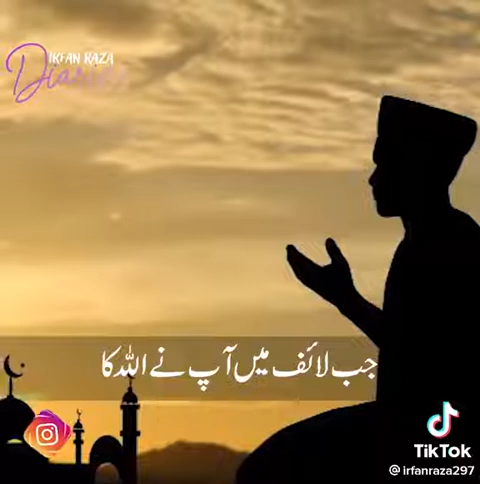 IRFAN RAZA
Diaries
جب لائف میں آپ نے اللہ کا
TikTok
@irfanraza297